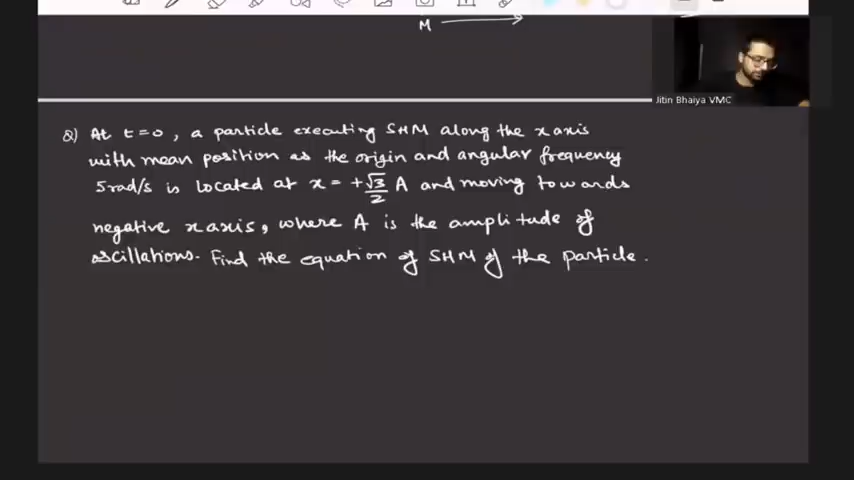 M
Jitin Bhaiya VMC
Q) At t=0, a particle executing SHM along the x axis
with mean position as the origin and angular frequency
5 rad/s is located at x = +√3/2 A and moving towards
negative x axis, where A is the amplitude of
oscillations. Find the equation of SHM of the particle.